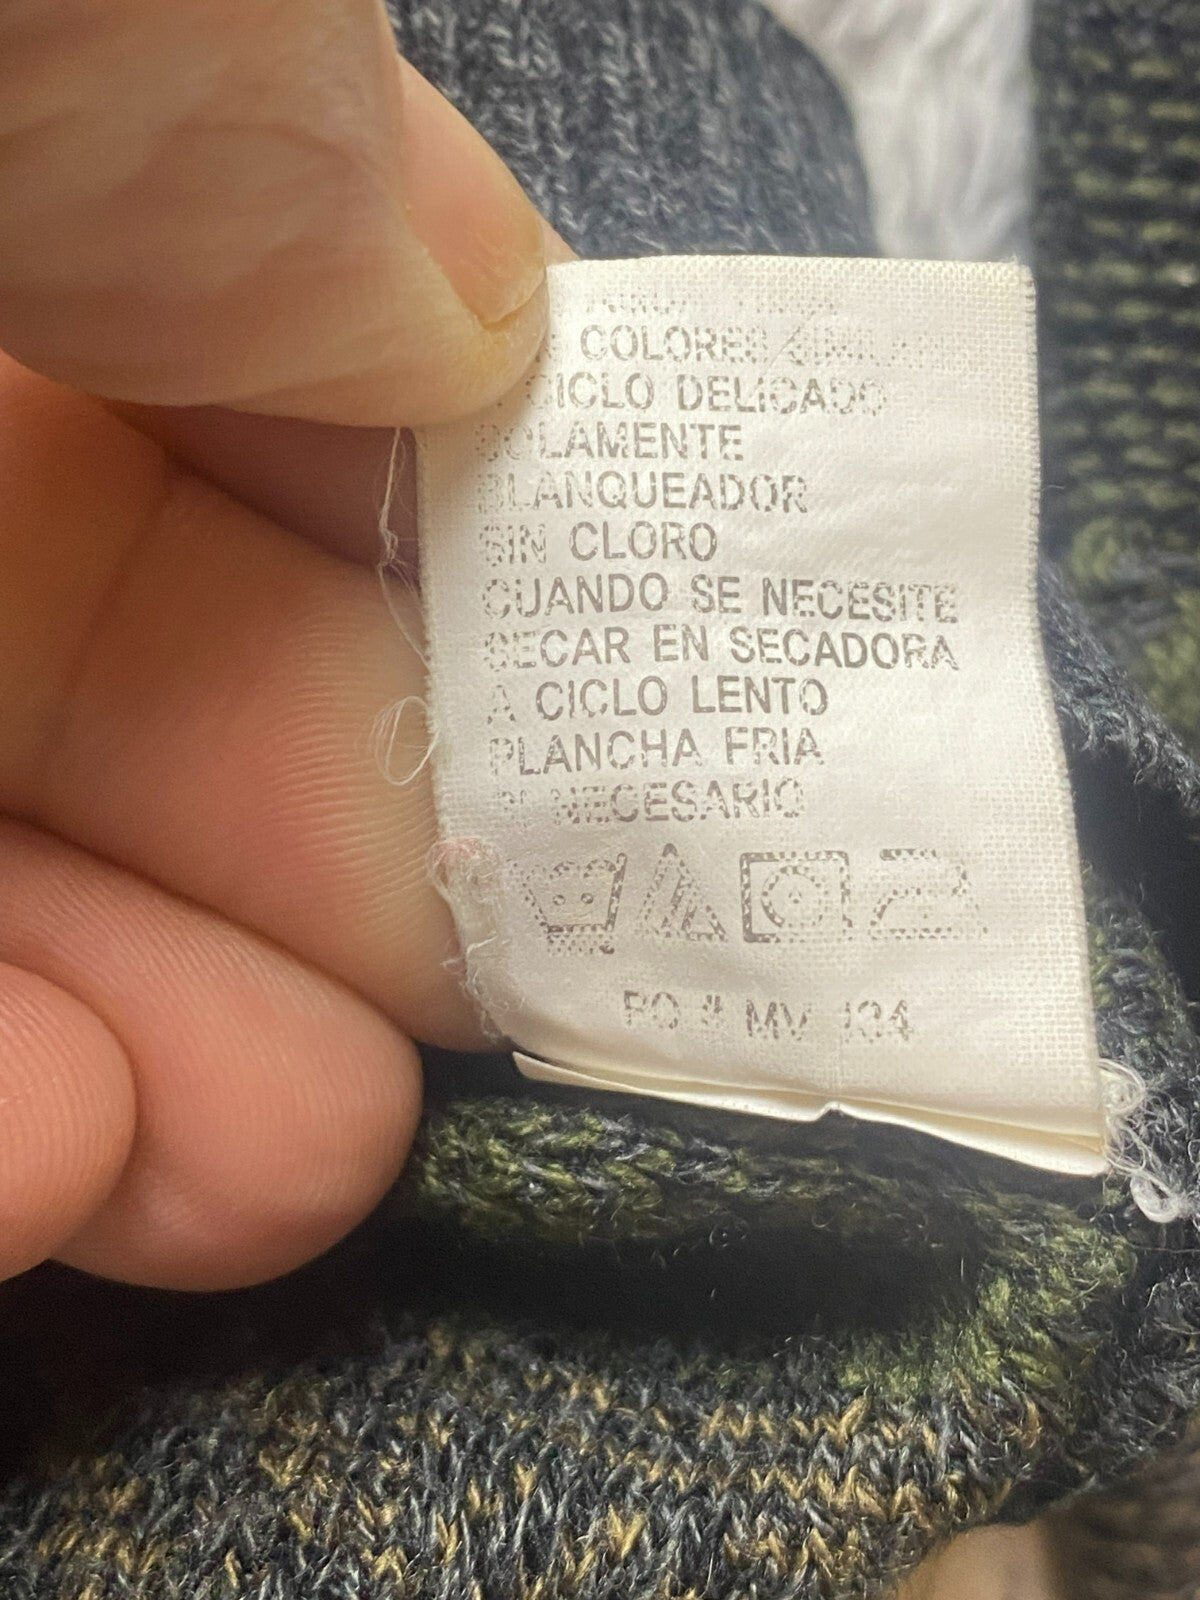 COLORES SIMILAR
CICLO DELICADO
SOLAMENTE
BLANQUEADOR
SIN CLORO
CUANDO SE NECESITE
SECAR EN SECADORA
A CICLO LENTO
PLANCHA FRIA
NECESARIO
PO # MV 134